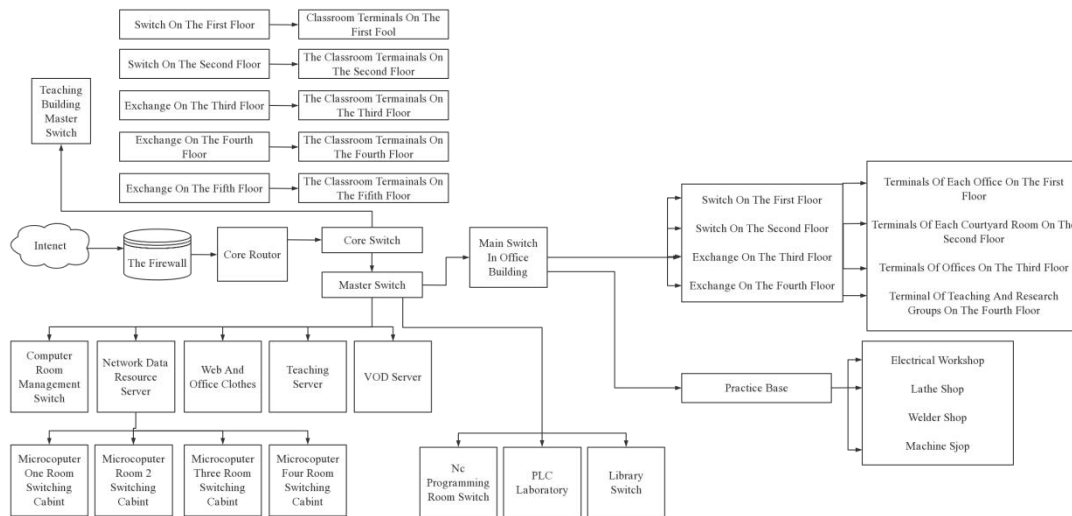 Switch On The First Floor
Classroom Terminals On
The First Fool
Switch On The Second Floor
The Classroom Termainals On
The Second Floor
Teaching
Building
Master
Switch
Exchange On The Third Floor
The Classroom Termainals On
The Third Floor
Exchange On The Fourth
Floor
The Classroom Termainals On
The Fourth Floor
Exchange On The Fifth Floor
The Classroom Termainals On
The Fifith Floor
Intenet
The Firewall
Core Routor
Core Switch
Master Switch
Main Switch
In Office
Building
Switch On The First Floor
Switch On The Second Floor
Exchange On The Third Floor
Exchange On The Fourth Floor
Terminals Of Each Office On The First
Floor
Terminals Of Each Courtyard Room On The
Second Floor
Terminals Of Offices On The Third Floor
Terminal Of Teaching And Research
Groups On The Fourth Floor
Computer
Room
Management
Switch
Network Data
Resource
Server
Web And
Office Clothes
Teaching
Server
VOD Server
Practice Base
Electrical Workshop
Lathe Shop
Welder Shop
Machine Sjop
Microcoputer
One Room
Switching
Cabint
Microcoputer
Room 2
Switching
Cabint
Microcoputer
Three Room
Switching
Cabint
Microcoputer
Four Room
Switching
Cabint
Nc
Programming
Room Switch
PLC
Laboratory
Library
Switch